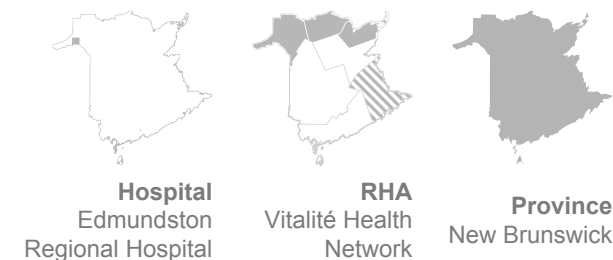 Hospital
Edmundston
Regional Hospital
RHA
Vitalité Health
Network
Province
New Brunswick